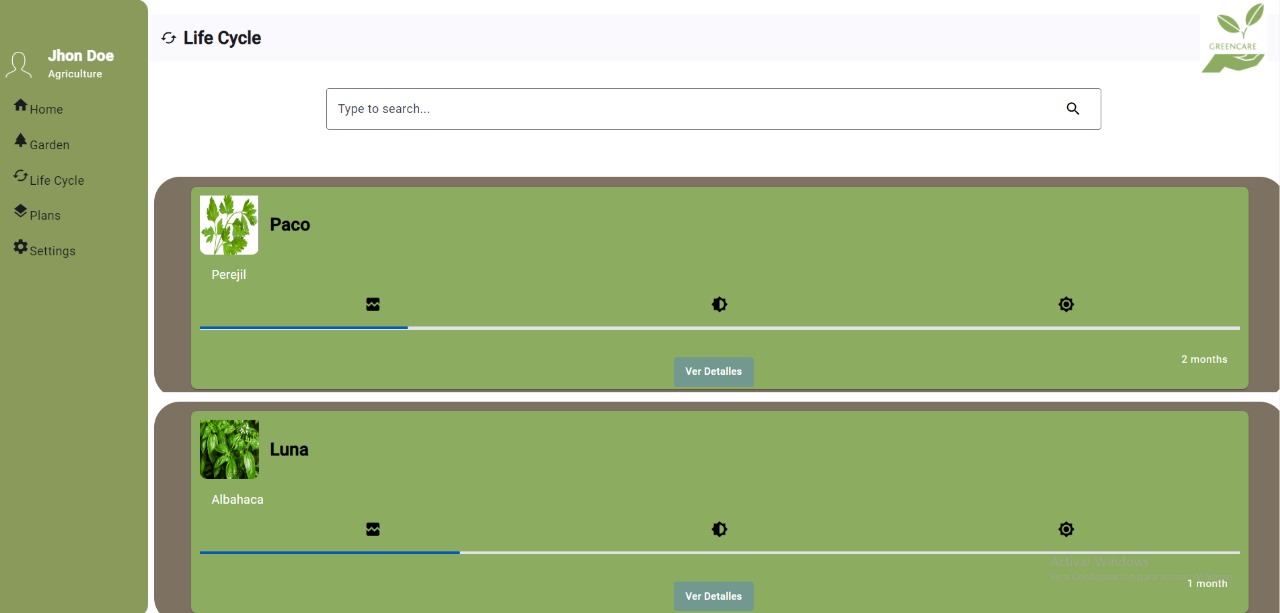 Jhon Doe
Agriculture
Home
Garden
Life Cycle
Plans
Settings
Life Cycle
GREENCARE
Type to search...
Paco
Perejil
2 months
Ver Detalles
Luna
Albahaca
Activar Windows
1 month
Ver Detalles